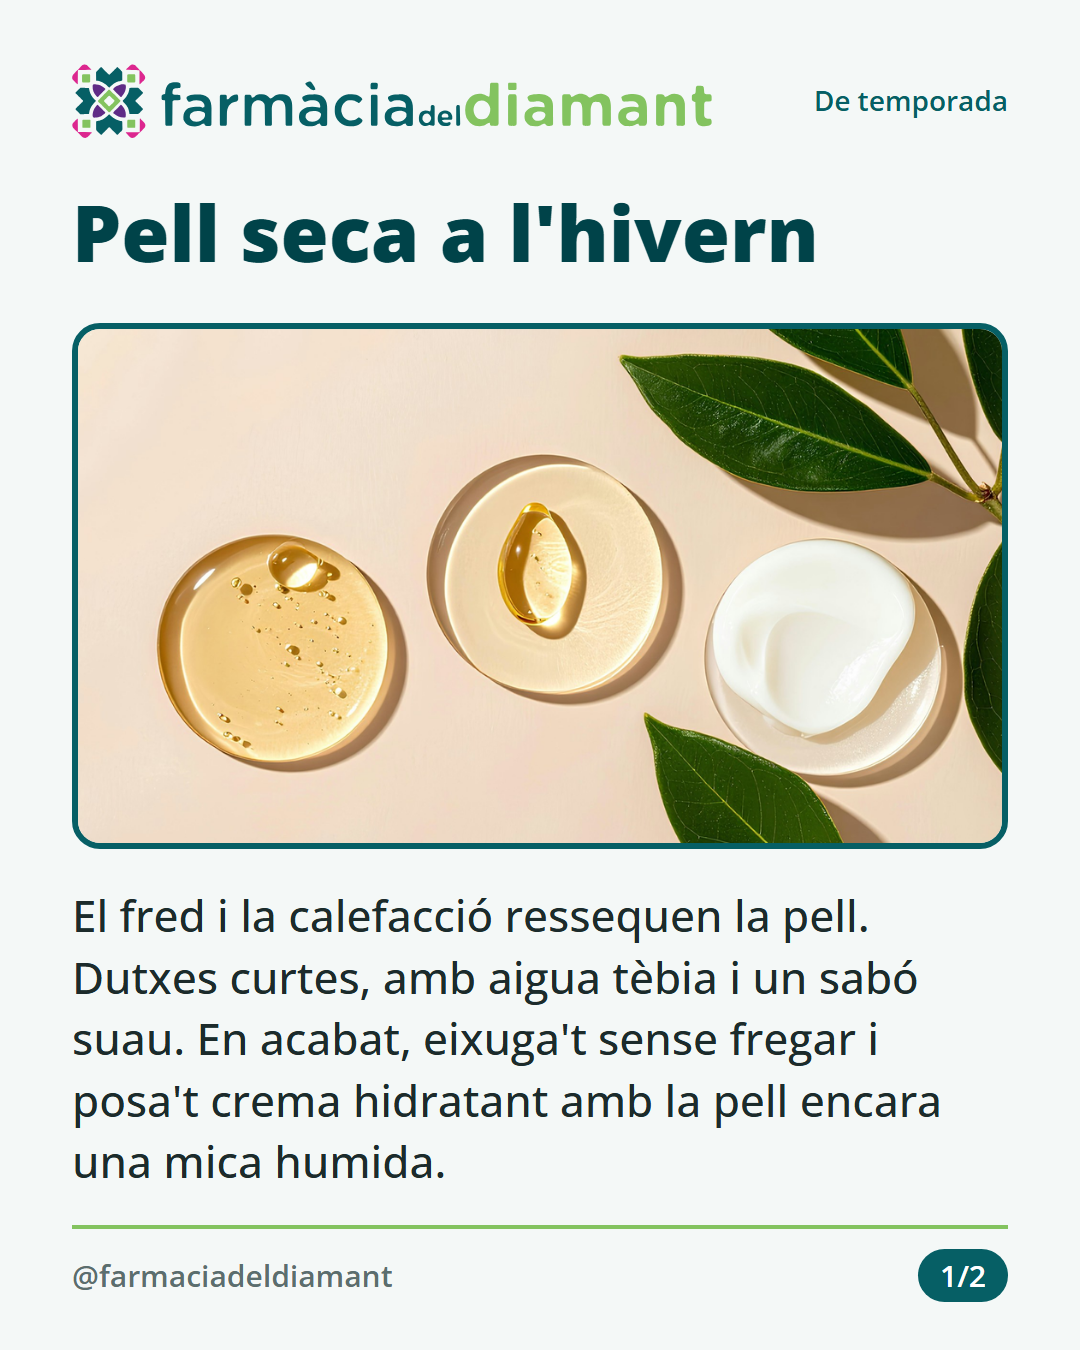 farmàciadeldiamant
De temporada
Pell seca a l'hivern
El fred i la calefacció ressequen la pell.
Dutxes curtes, amb aigua tèbia i un sabó
suau. En acabat, eixuga't sense fregar i
posa't crema hidratant amb la pell encara
una mica humida.
@farmaciadeldiamant
1/2